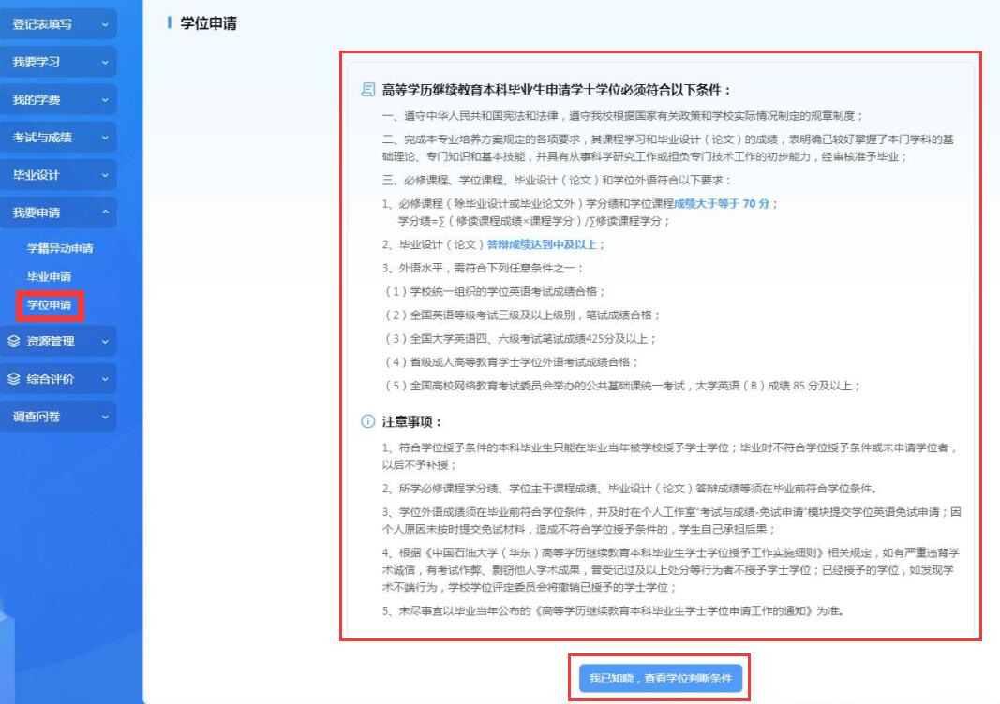 登记表填写
我要学习
我的学费
考试与成绩
毕业设计
我要申请
学籍异动申请
毕业申请
学位申请
资源管理
综合评价
调查问卷
学位申请
高等学历继续教育本科毕业生申请学士学位必须符合以下条件：
一、遵守中华人民共和国宪法和法律，遵守我校根据国家有关政策和学校实际情况制定的规章制度；
二、完成本专业培养方案规定的各项要求，其课程学习和毕业设计（论文）的成绩，表明确已较好掌握了本门学科的基
础理论、专门知识和基本技能，并具有从事科学研究工作或担负专门技术工作的初步能力，经审核准予毕业；
三、必修课程、学位课程、毕业设计（论文）和学位外语符合以下要求：
1、必修课程（除毕业设计或毕业论文外）学分绩和学位课程成绩大于等于 70 分；
学分绩=∑（修读课程成绩×课程学分）/∑修读课程学分；
2、毕业设计（论文）答辩成绩达到中及以上；
3、外语水平，需符合下列任意条件之一：
（1）学校统一组织的学位英语考试成绩合格；
（2）全国英语等级考试三级及以上级别，笔试成绩合格；
（3）全国大学英语四、六级考试笔试成绩425分及以上；
（4）省级成人高等教育学士学位外语考试成绩合格；
（5）全国高校网络教育考试委员会举办的公共基础课统一考试，大学英语（B）成绩 85 分及以上；
注意事项：
1、符合学位授予条件的本科毕业生只能在毕业当年被学校授予学士学位；毕业时不符合学位授予条件或未申请学位者，
以后不予补授；
2、所学必修课程学分绩、学位主干课程成绩、毕业设计（论文）答辩成绩等须在毕业前符合学位条件。
3、学位外语成绩须在毕业前符合学位条件，并及时在个人工作室"考试与成绩-免试申请"模块提交学位英语免试申请；因
个人原因未按时提交免试材料，造成不符合学位授予条件的，学生自己承担后果；
4、根据《中国石油大学（华东）高等学历继续教育本科毕业生学士学位授予工作实施细则》相关规定，如有严重违背学
术诚信，有考试作弊、剽窃他人学术成果，曾受记过及以上处分等行为者不授予学士学位；已经授予的学位，如发现学
术不端行为，学校学位评定委员会将撤销已授予的学士学位；
5、未尽事宜以毕业当年公布的《高等学历继续教育本科毕业生学士学位申请工作的通知》为准。
我已知晓，查看学位判断条件